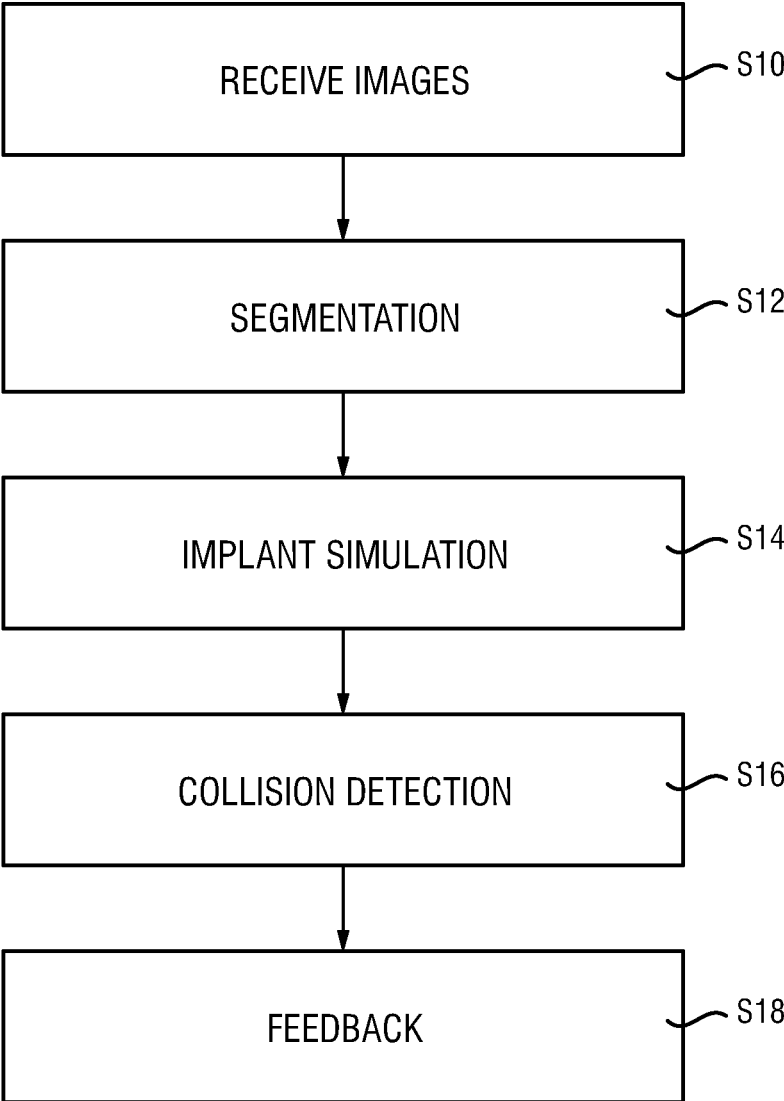 RECEIVE IMAGES
S10
SEGMENTATION
S12
IMPLANT SIMULATION
S14
COLLISION DETECTION
S16
FEEDBACK
S18